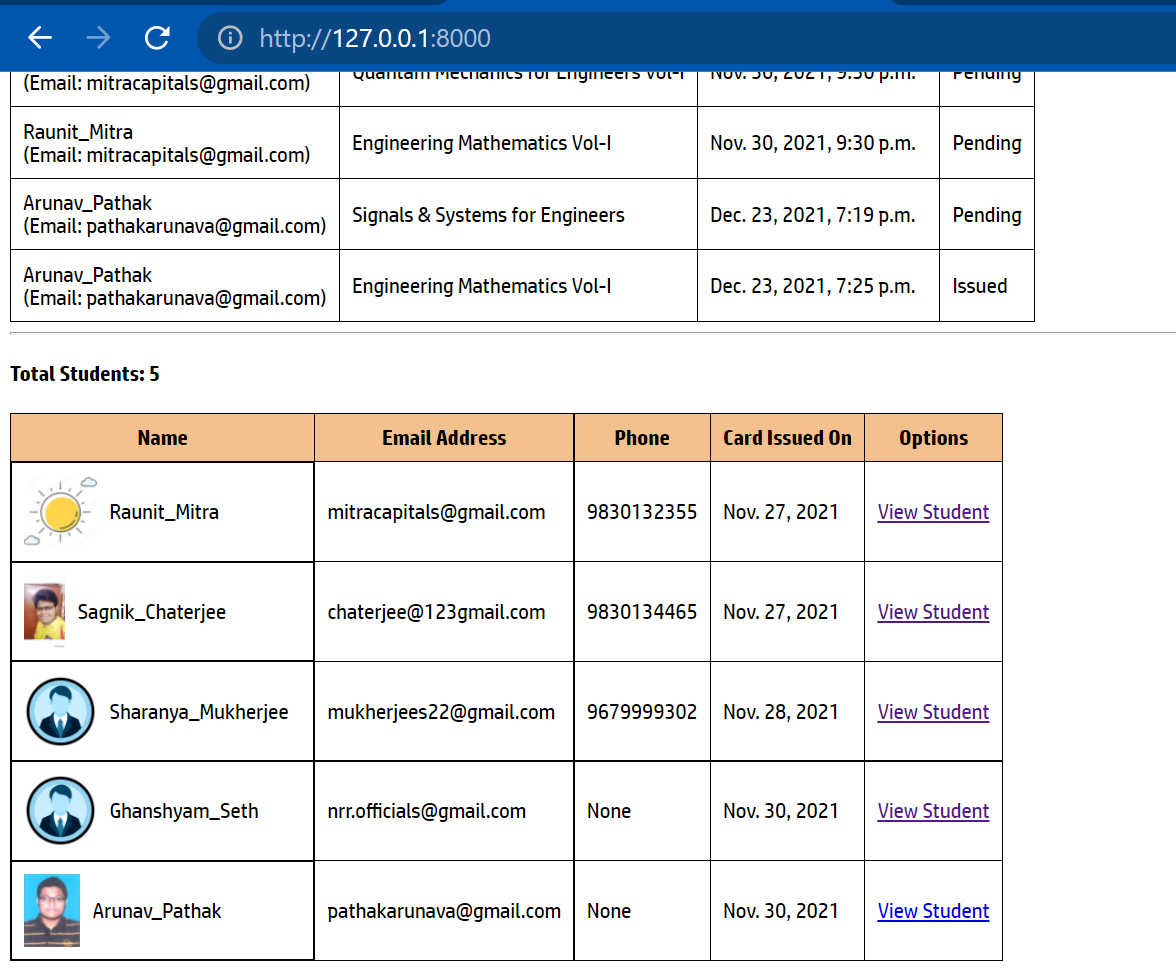 http://127.0.0.1:8000
(Email: mitracapitals@gmail.com) Quantam Mechanics for Engineers Vol-I Nov. 30, 2021, 9:30 p.m. Pending
Raunit_Mitra
(Email: mitracapitals@gmail.com) Engineering Mathematics Vol-I Nov. 30, 2021, 9:30 p.m. Pending
Arunav_Pathak
(Email: pathakarunava@gmail.com) Signals & Systems for Engineers Dec. 23, 2021, 7:19 p.m. Pending
Arunav_Pathak
(Email: pathakarunava@gmail.com) Engineering Mathematics Vol-I Dec. 23, 2021, 7:25 p.m. Issued
Total Students: 5
Name Email Address Phone Card Issued On Options
Raunit_Mitra mitracapitals@gmail.com 9830132355 Nov. 27, 2021 View Student
Sagnik_Chaterjee chaterjee@123gmail.com 9830134465 Nov. 27, 2021 View Student
Sharanya_Mukherjee mukherjees22@gmail.com 9679999302 Nov. 28, 2021 View Student
Ghanshyam_Seth nrr.officials@gmail.com None Nov. 30, 2021 View Student
Arunav_Pathak pathakarunava@gmail.com None Nov. 30, 2021 View Student